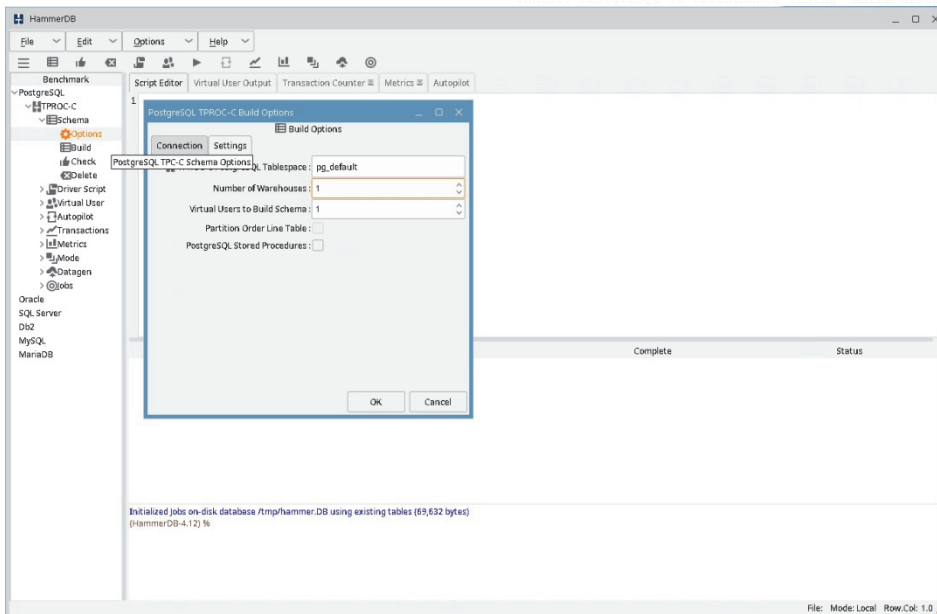 HammerDB
File Edit Options Help
Benchmark
PostgreSQL
TPROC-C
Schema
Options
Build
Check
Delete
Driver Script
Virtual User
Autopilot
Transactions
Metrics
Mode
Datagen
Jobs
Oracle
SQL Server
Db2
MySQL
MariaDB
Script Editor Virtual User Output Transaction Counter Metrics Autopilot
1
PostgreSQL TPROC-C Build Options
Build Options
Connection Settings
PostgreSQL TPC-C Schema Options
Tablespace : pg_default
Number of Warehouses : 1
Virtual Users to Build Schema : 1
Partition Order Line Table :
PostgreSQL Stored Procedures :
OK Cancel
Complete Status
Initialized Jobs on-disk database /tmp/hammer.DB using existing tables (69,632 bytes)
(HammerDB-4.12) %
File: Mode: Local Row.Col: 1.0